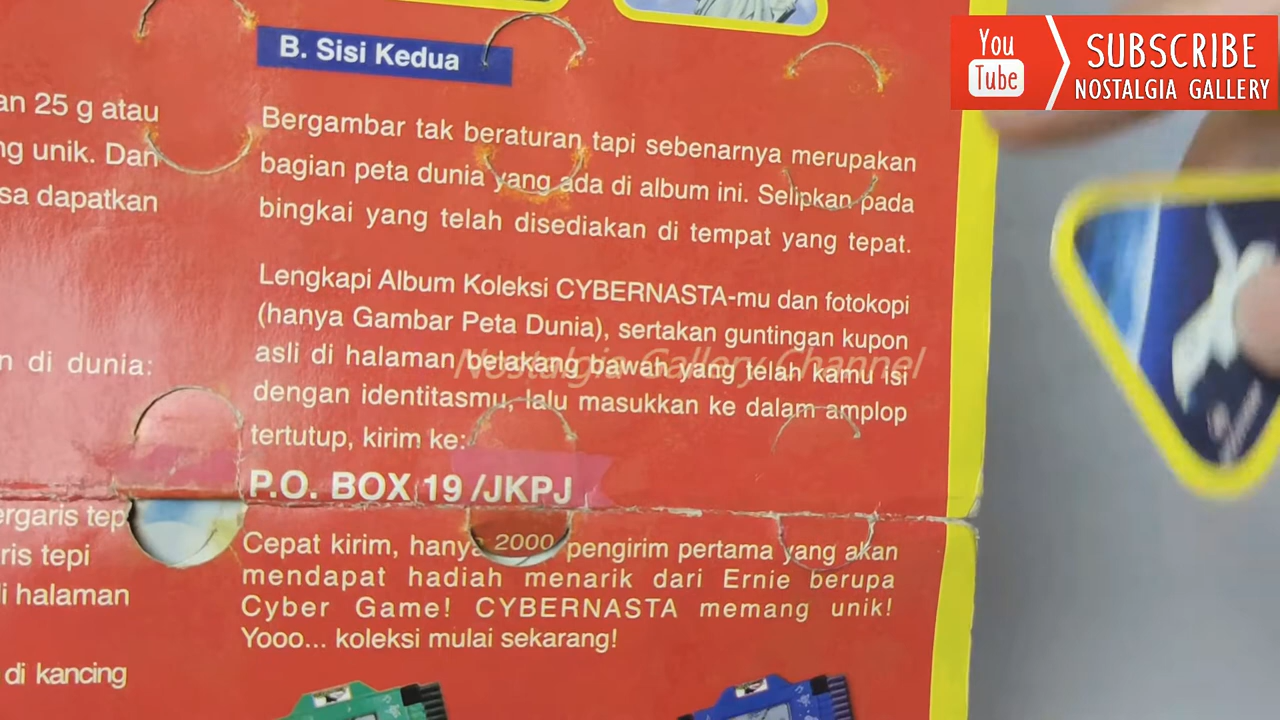 You
Tube
SUBSCRIBE
NOSTALGIA GALLERY
an 25 g atau
ng unik. Dan
sa dapatkan
n di dunia:
ergaris tep
ris tepi
di halaman
di kancing
B. Sisi Kedua
Bergambar tak beraturan tapi sebenarnya merupakan
bagian peta dunia yang ada di album ini. Selipkan pada
bingkai yang telah disediakan di tempat yang tepat.
Lengkapi Album Koleksi CYBERNASTA-mu dan fotokopi
(hanya Gambar Peta Dunia), sertakan guntingan kupon
asli di halaman belakang bawah yang telah kamu isi
dengan identitasmu, lalu masukkan ke dalam amplop
tertutup, kirim ke:
P.O. BOX 19 /JKPJ
Cepat kirim, hanya 2000 pengirim pertama yang akan
mendapat hadiah menarik dari Ernie berupa
Cyber Game! CYBERNASTA memang unik!
Yooo... koleksi mulai sekarang!
Nostalgia Gallery Channel